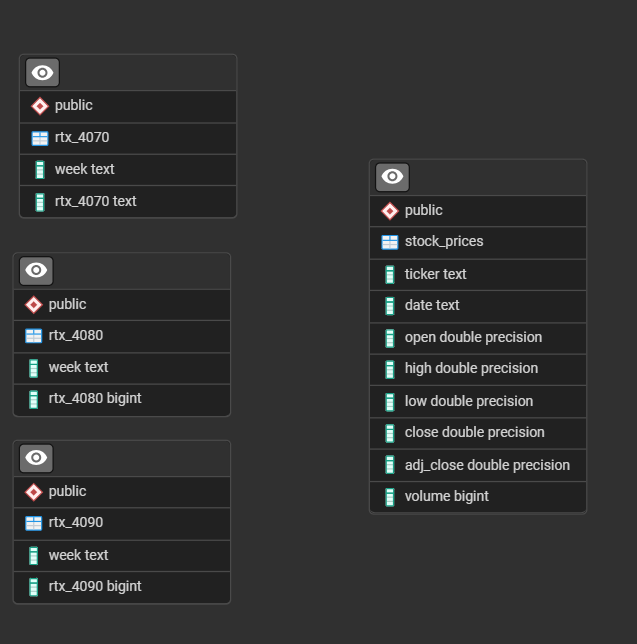 public
rtx_4070
week text
rtx_4070 text
public
rtx_4080
week text
rtx_4080 bigint
public
rtx_4090
week text
rtx_4090 bigint
public
stock_prices
ticker text
date text
open double precision
high double precision
low double precision
close double precision
adj_close double precision
volume bigint